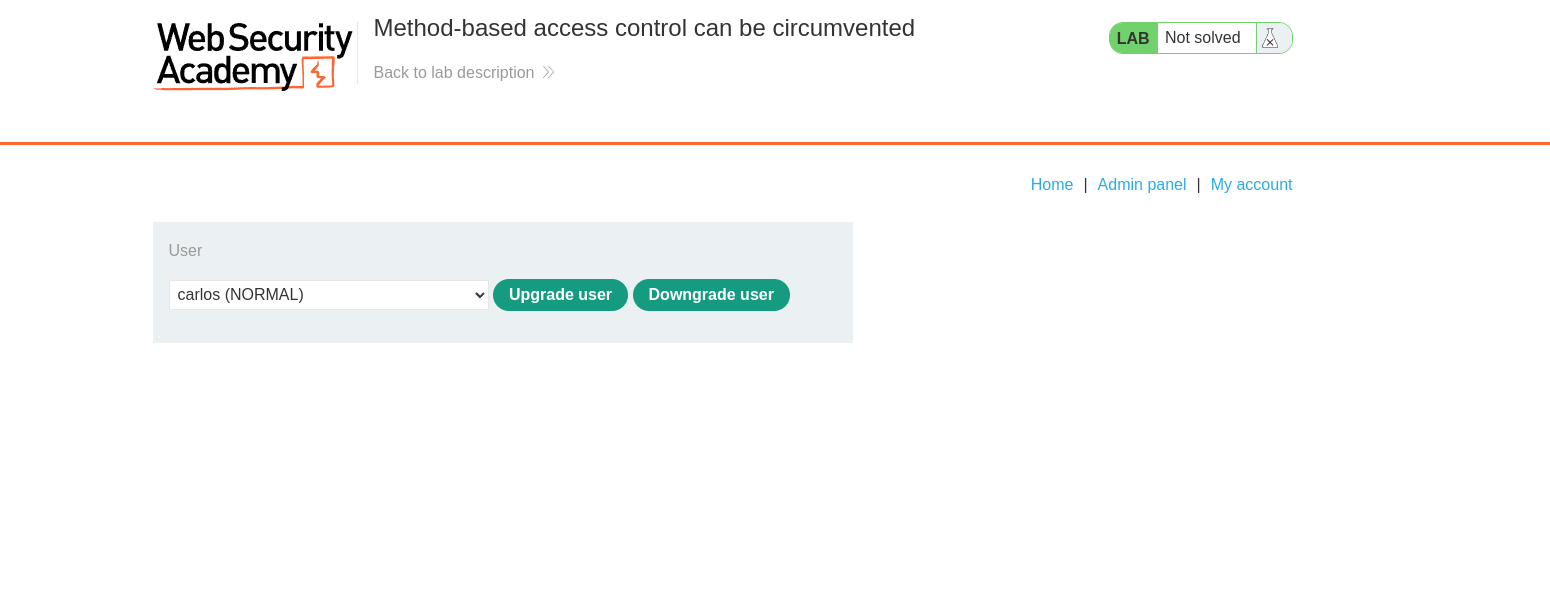 Web Security
Academy
Method-based access control can be circumvented
Back to lab description
LAB Not solved
Home | Admin panel | My account
User
carlos (NORMAL) Upgrade user Downgrade user